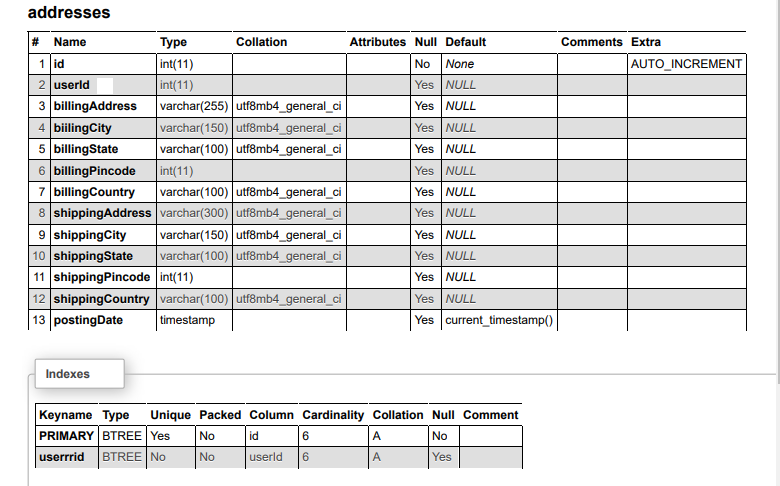 addresses
# Name Type Collation Attributes Null Default Comments Extra
1 id int(11) No None AUTO_INCREMENT
2 userId int(11) Yes NULL
3 billingAddress varchar(255) utf8mb4_general_ci Yes NULL
4 biilingCity varchar(150) utf8mb4_general_ci Yes NULL
5 billingState varchar(100) utf8mb4_general_ci Yes NULL
6 billingPincode int(11) Yes NULL
7 billingCountry varchar(100) utf8mb4_general_ci Yes NULL
8 shippingAddress varchar(300) utf8mb4_general_ci Yes NULL
9 shippingCity varchar(150) utf8mb4_general_ci Yes NULL
10 shippingState varchar(100) utf8mb4_general_ci Yes NULL
11 shippingPincode int(11) Yes NULL
12 shippingCountry varchar(100) utf8mb4_general_ci Yes NULL
13 postingDate timestamp Yes current_timestamp()
Indexes
Keyname Type Unique Packed Column Cardinality Collation Null Comment
PRIMARY BTREE Yes No id 6 A No
userrrid BTREE No No userId 6 A Yes